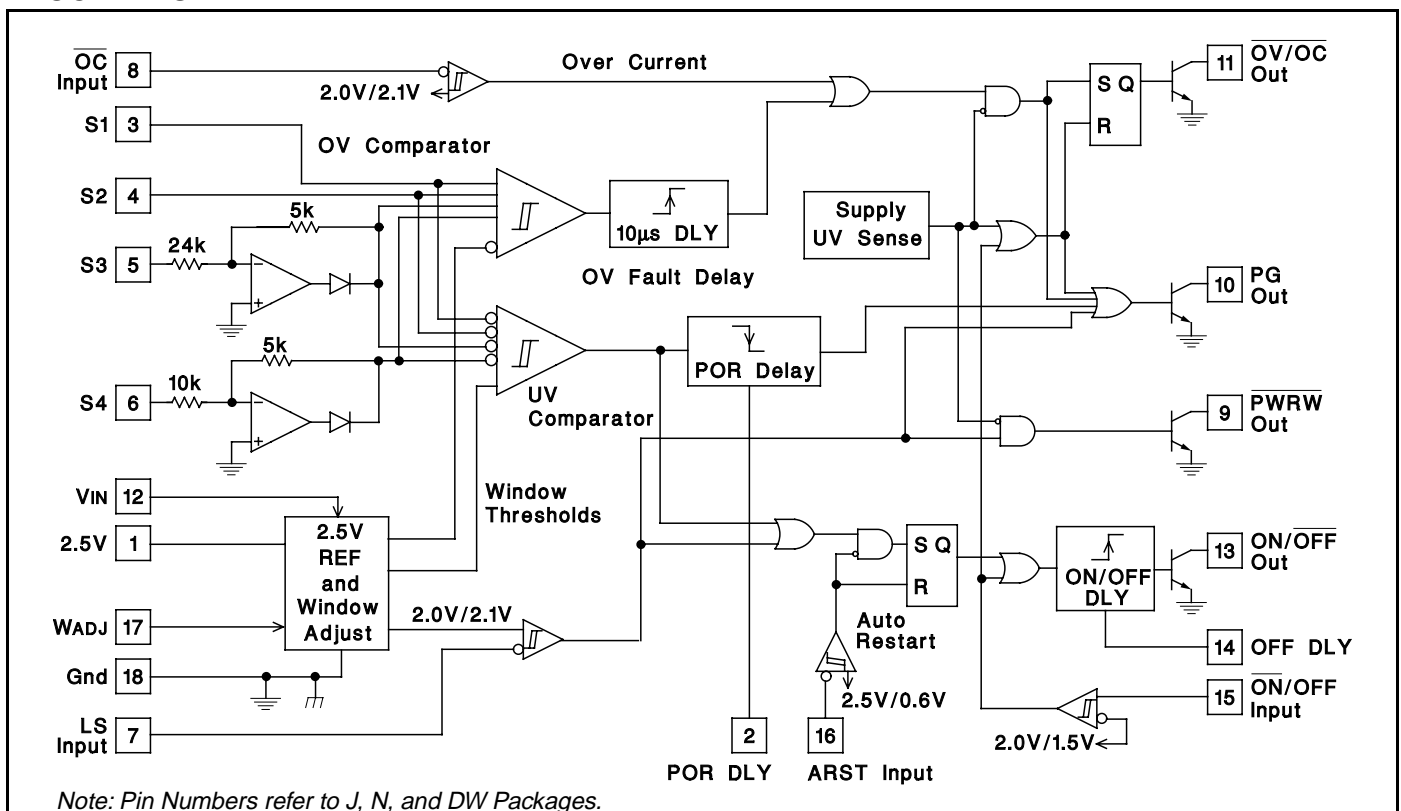 OC
Input
8
2.0V/2.1V
Over Current
11
OV/OC
Out
S Q
R
S1
3
OV Comparator
S2
4
5k
10µs DLY
Supply
UV Sense
24k
S3
5
OV Fault Delay
10
PG
Out
5k
POR Delay
10k
S4
6
UV
Comparator
9
PWRW
Out
VIN
12
Window
Thresholds
2.5V
1
2.5V
REF
and
Window
Adjust
S Q
R
ON/OFF
DLY
13
ON/OFF
Out
WADJ
17
2.0V/2.1V
Auto
Restart
14
OFF DLY
Gnd
18
2.5V/0.6V
15
ON/OFF
Input
LS
Input
7
2
16
2.0V/1.5V
POR DLY
ARST Input
Note: Pin Numbers refer to J, N, and DW Packages.